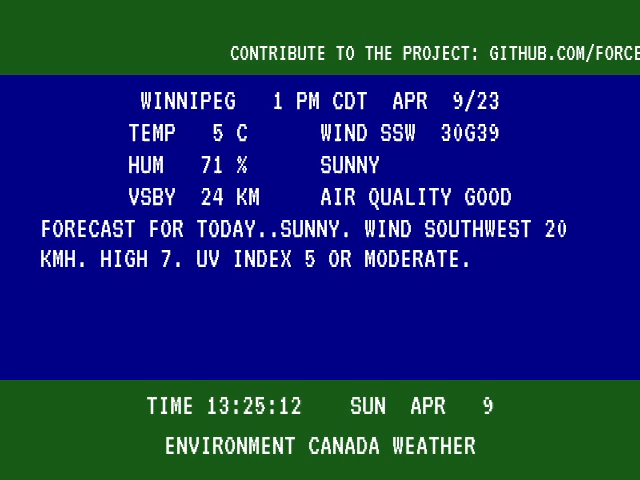 CONTRIBUTE TO THE PROJECT: GITHUB.COM/FORCE
WINNIPEG 1 PM CDT APR 9/23
TEMP 5 C WIND SSW 30G39
HUM 71 % SUNNY
VSBY 24 KM AIR QUALITY GOOD
FORECAST FOR TODAY..SUNNY. WIND SOUTHWEST 20
KMH. HIGH 7. UV INDEX 5 OR MODERATE.
TIME 13:25:12 SUN APR 9
ENVIRONMENT CANADA WEATHER